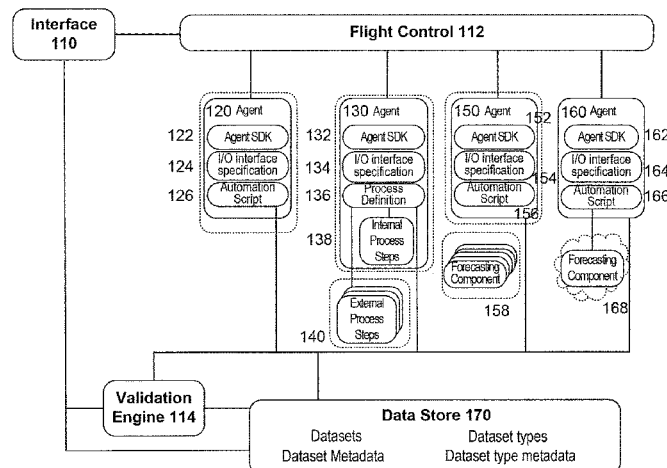 Interface
110
Flight Control 112
120 Agent
122
Agent SDK
124
I/O interface
specification
126
Automation
Script
130 Agent
132
Agent SDK
134
I/O interface
specification
136
Process
Definition
138
Internal
Process
Steps
140
External
Process
Steps
150 Agent
152
Agent SDK
I/O interface
specification
154
Automation
Script
156
Forecasting
Component
158
160 Agent
Agent SDK
162
I/O interface
specification
164
Automation
Script
166
Forecasting
Component
168
Validation
Engine 114
Data Store 170
Datasets
Dataset types
Dataset Metadata
Dataset type metadata